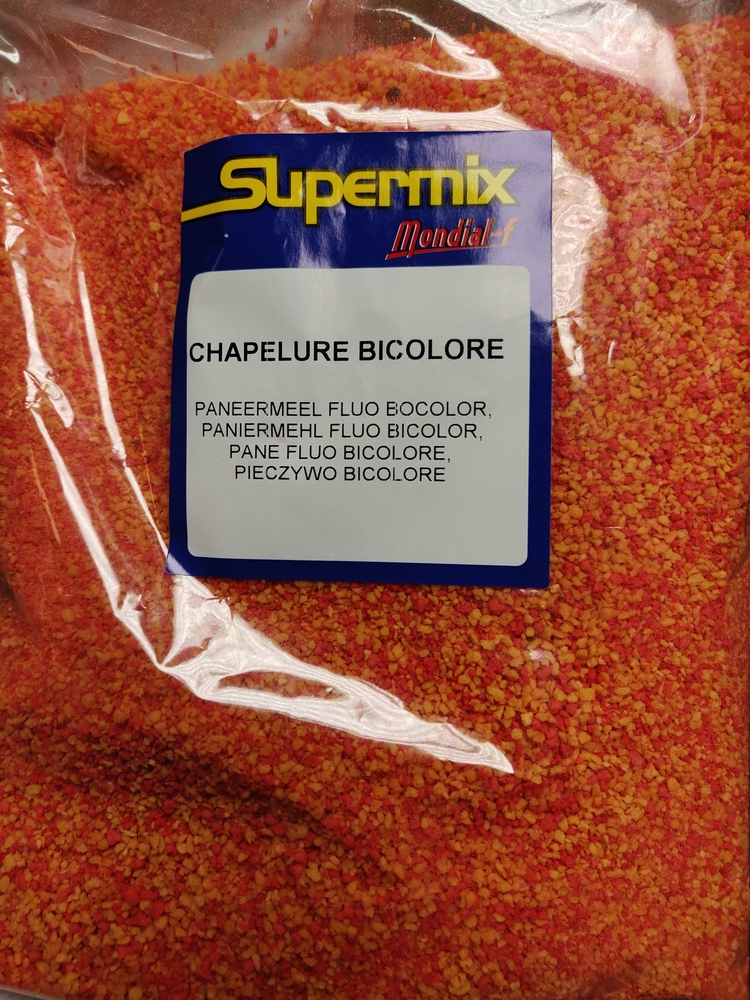 Supermix
Mondial-f
CHAPELURE BICOLORE
PANEERMEEL FLUO BOCOLOR,
PANIERMEHL FLUO BICOLOR,
PANE FLUO BICOLORE,
PIECZYWO BICOLORE